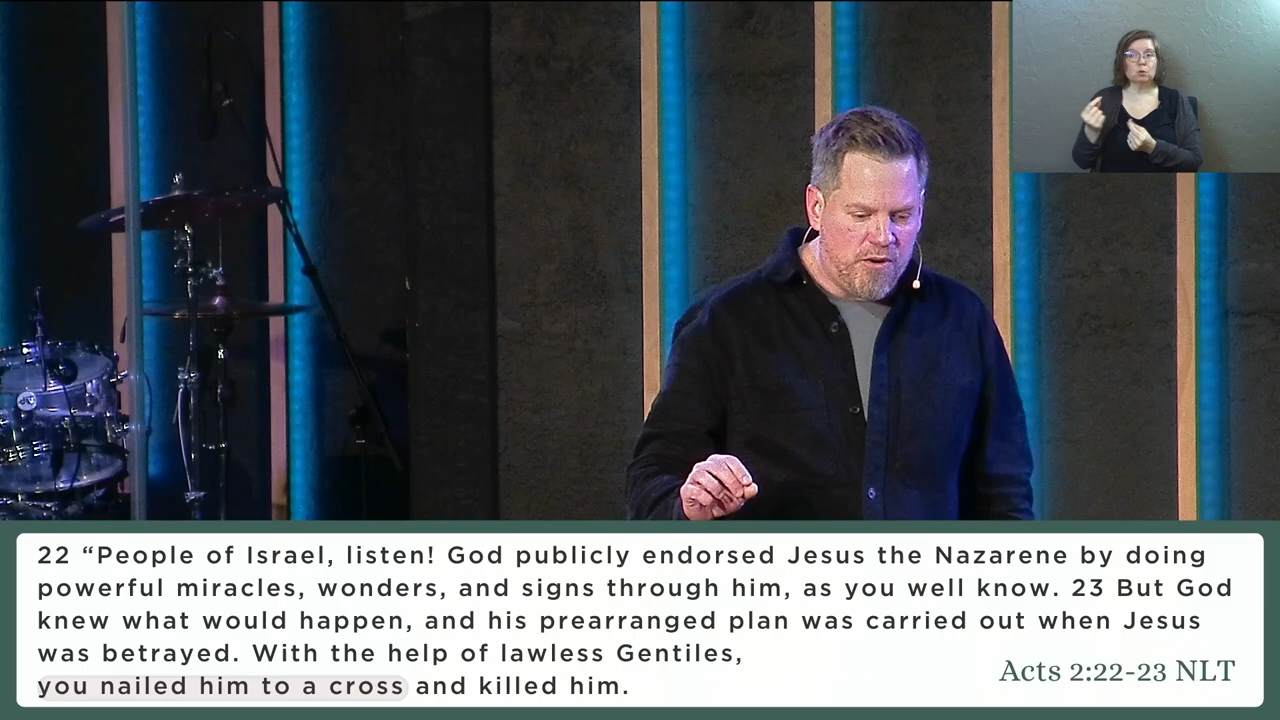 22 “People of Israel, listen! God publicly endorsed Jesus the Nazarene by doing
powerful miracles, wonders, and signs through him, as you well know. 23 But God
knew what would happen, and his prearranged plan was carried out when Jesus
was betrayed. With the help of lawless Gentiles,
you nailed him to a cross and killed him.
Acts 2:22-23 NLT